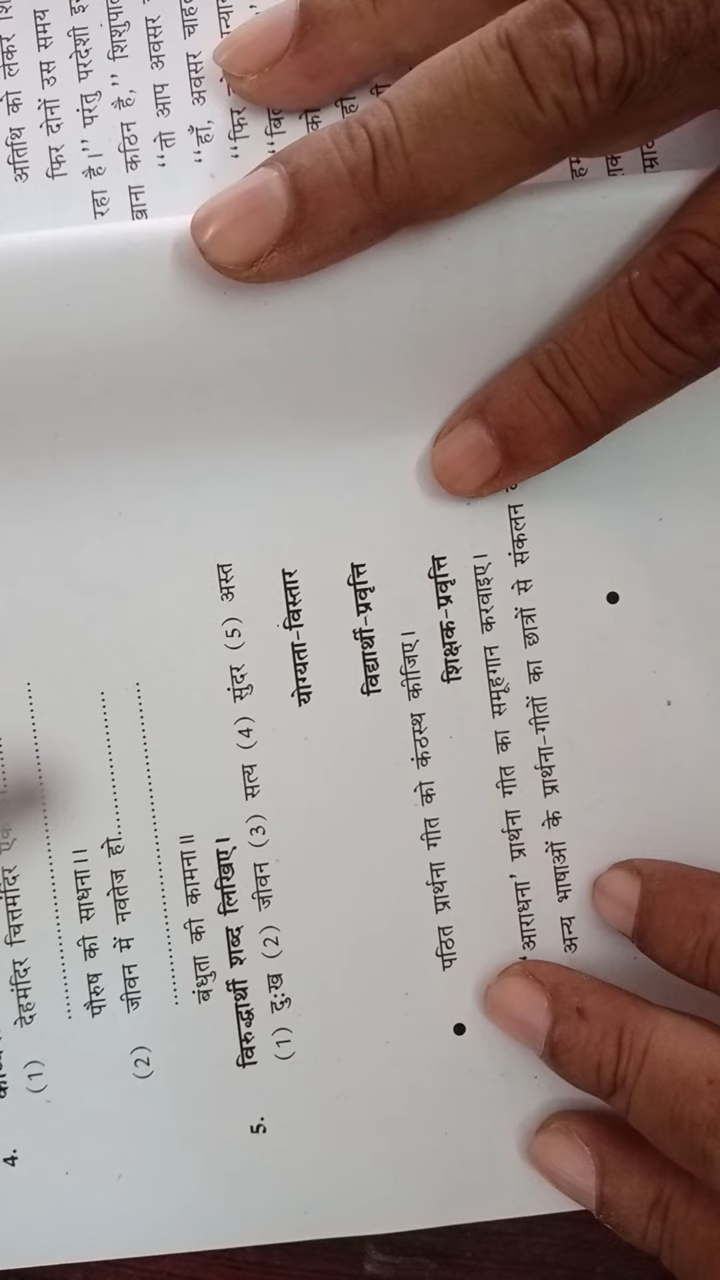 4.
(1) देहमंदिर चित्तमंदिर एक
पौरुष की साधना।।
(2) जीवन में नवतेज हो
बंधुता की कामना॥
5. विरुद्धार्थी शब्द लिखिए।
(1) दुःख (2) जीवन (3) सत्य (4) सुंदर (5) अस्त
योग्यता-विस्तार
विद्यार्थी-प्रवृत्ति
• पठित प्रार्थना गीत को कंठस्थ कीजिए।
शिक्षक-प्रवृत्ति
'आराधना' प्रार्थना गीत का समूहगान करवाइए।
अन्य भाषाओं के प्रार्थना-गीतों का छात्रों से संकलन
•
अतिथि को लेकर
फिर दोनों उस समय
रहा है।'' परंतु परदेशी
कठिन है,'' शिशुपाल
''तो आप अवसर
''हाँ, अवसर
''फिर